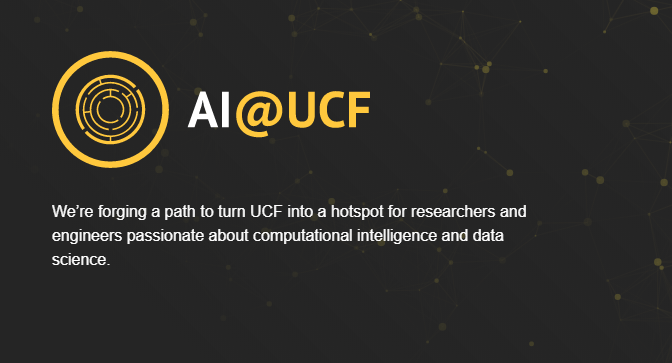 AI@UCF
We’re forging a path to turn UCF into a hotspot for researchers and
engineers passionate about computational intelligence and data
science.